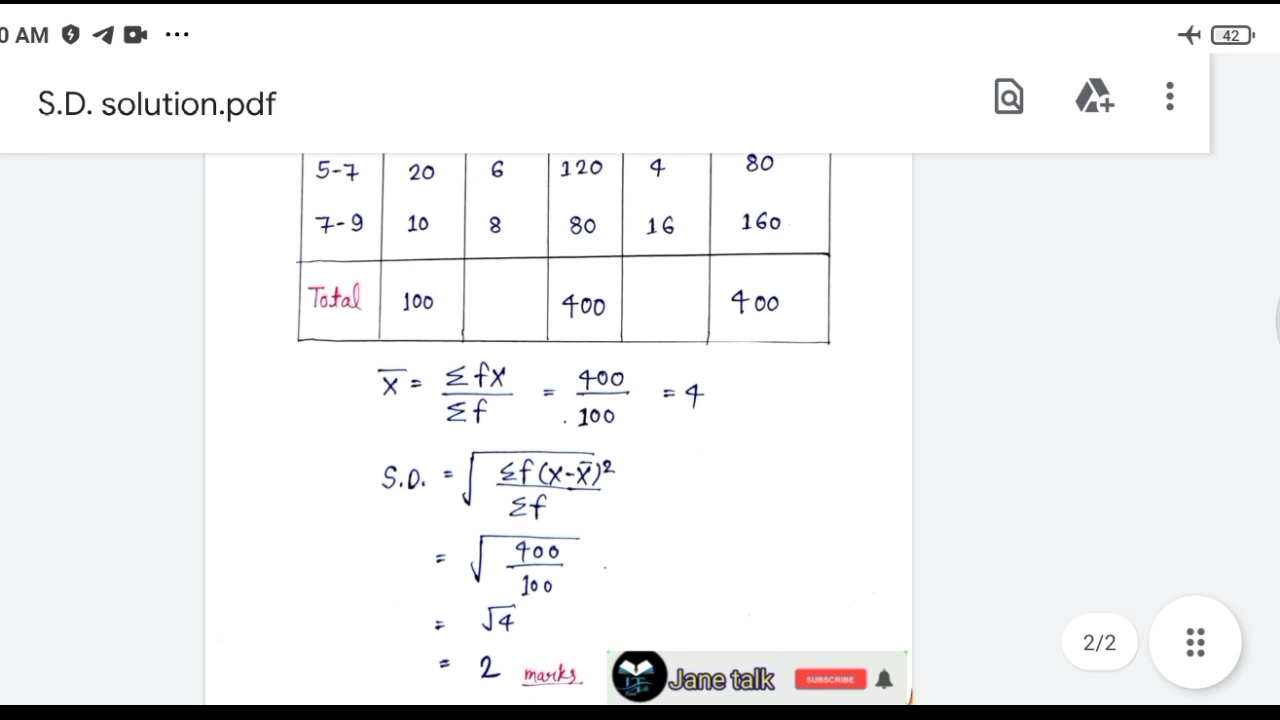 0 AM ... 42
S.D. solution.pdf
5-7 20 6 120 4 80
7-9 10 8 80 16 160
Total 100 400 400
x̄ = Σfx / Σf = 400 / 100 = 4
S.D. = √(Σf(x-x̄)² / Σf)
= √(400 / 100)
= √4
= 2 marks
2/2
Jane talk SUBSCRIBE